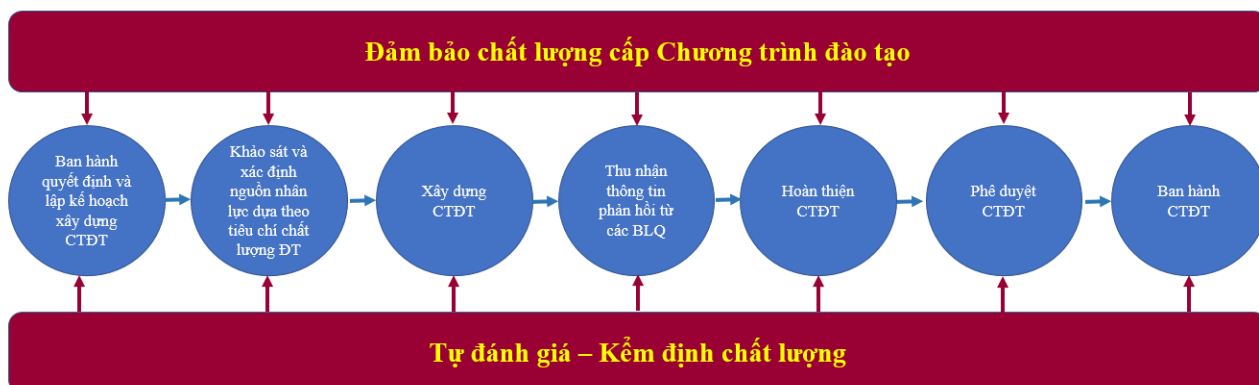 Đảm bảo chất lượng cấp Chương trình đào tạo
Ban hành
quyết định và
lập kế hoạch
xây dựng
CTĐT
Khảo sát và
xác định
nguồn nhân
lực dựa theo
tiêu chí chất
lượng ĐT
Xây dựng
CTĐT
Thu nhận
thông tin
phản hồi từ
các BLQ
Hoàn thiện
CTĐT
Phê duyệt
CTĐT
Ban hành
CTĐT
Tự đánh giá – Kểm định chất lượng